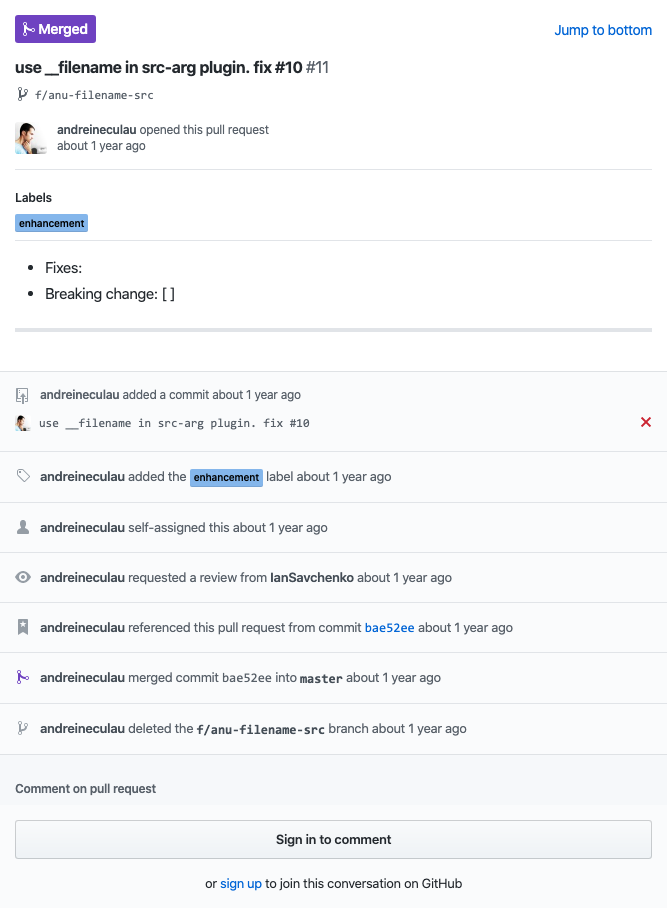 Merged
Jump to bottom
use __filename in src-arg plugin. fix #10 #11
f/anu-filename-src
andreineculau opened this pull request
about 1 year ago
Labels
enhancement
Fixes:
Breaking change: [ ]
andreineculau added a commit about 1 year ago
use __filename in src-arg plugin. fix #10
andreineculau added the enhancement label about 1 year ago
andreineculau self-assigned this about 1 year ago
andreineculau requested a review from IanSavchenko about 1 year ago
andreineculau referenced this pull request from commit bae52ee about 1 year ago
andreineculau merged commit bae52ee into master about 1 year ago
andreineculau deleted the f/anu-filename-src branch about 1 year ago
Comment on pull request
Sign in to comment
or sign up to join this conversation on GitHub